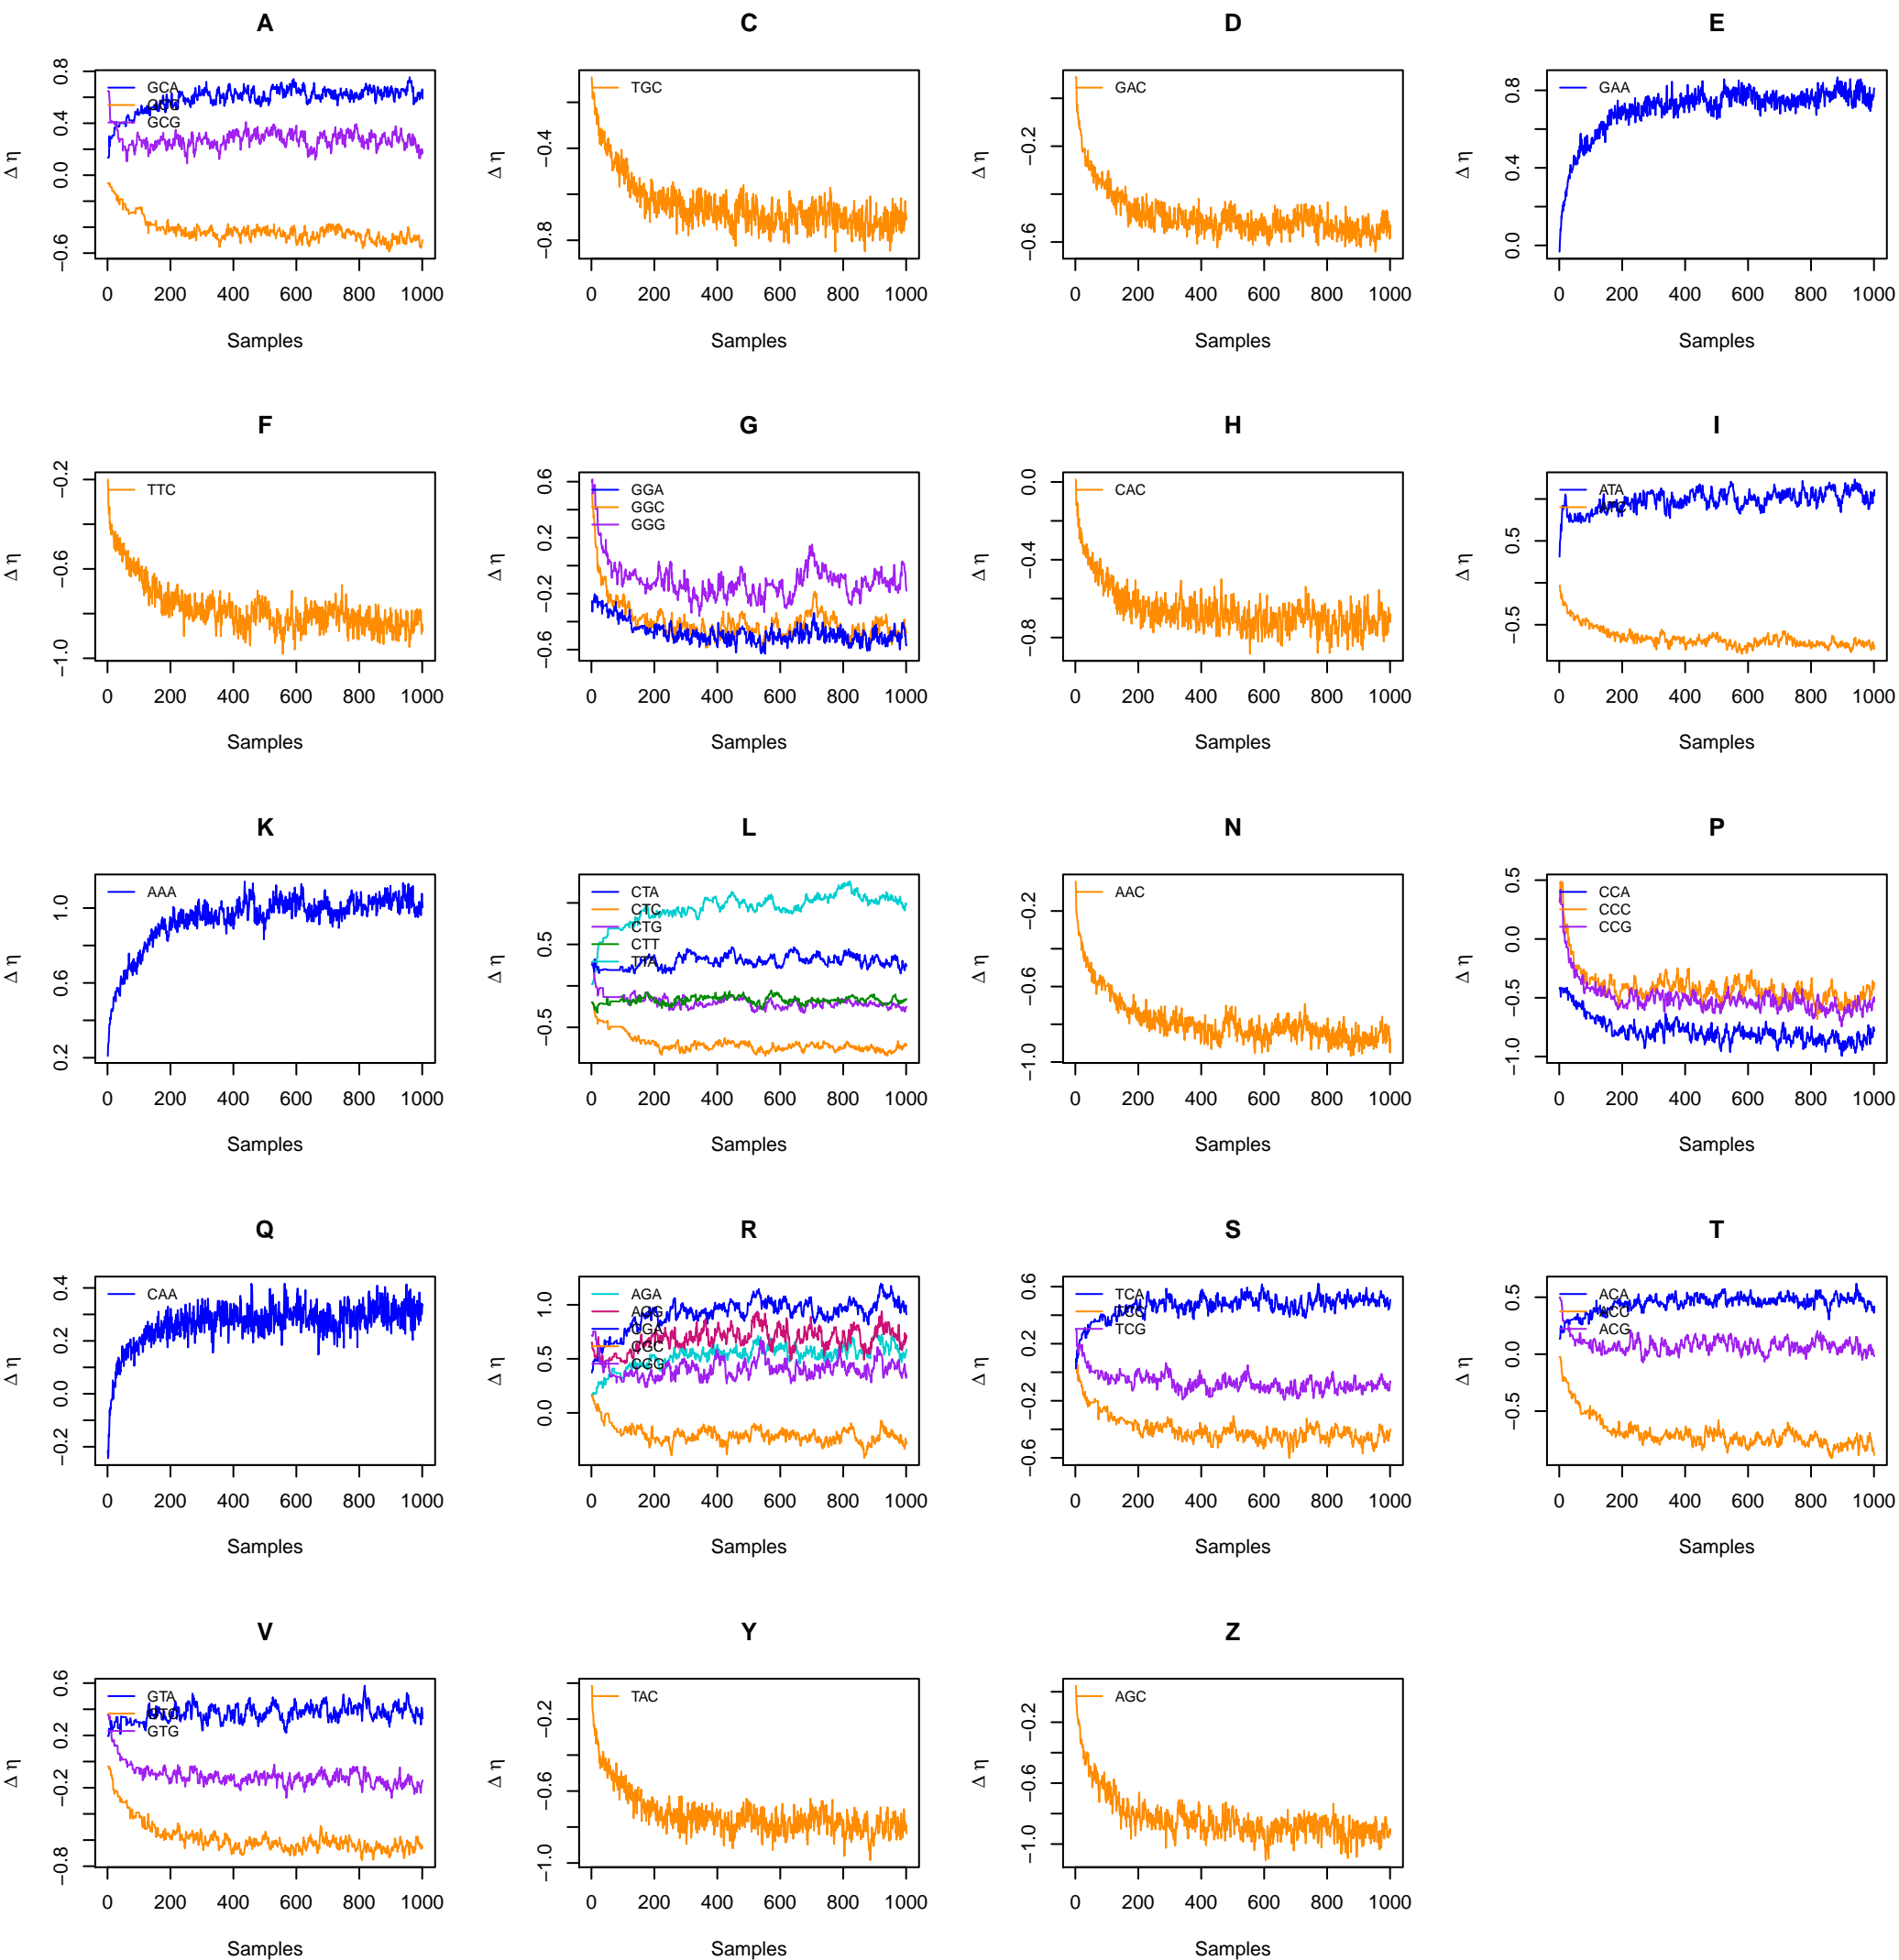 A
Δ η
0.8
0.4
0.0
−0.6
GCA
GCC
GCG
0 200 400 600 800 1000
Samples
C
Δ η
−0.4
−0.8
TGC
0 200 400 600 800 1000
Samples
D
Δ η
−0.2
−0.6
GAC
0 200 400 600 800 1000
Samples
E
Δ η
0.8
0.4
0.0
GAA
0 200 400 600 800 1000
Samples
F
Δ η
−0.2
−0.6
−1.0
TTC
0 200 400 600 800 1000
Samples
G
Δ η
0.6
0.2
−0.2
−0.6
GGA
GGC
GGG
0 200 400 600 800 1000
Samples
H
Δ η
0.0
−0.4
−0.8
CAC
0 200 400 600 800 1000
Samples
I
Δ η
0.5
−0.5
ATA
ATC
0 200 400 600 800 1000
Samples
K
Δ η
1.0
0.6
0.2
AAA
0 200 400 600 800 1000
Samples
L
Δ η
0.5
−0.5
CTA
CTC
CTG
CTT
TTA
0 200 400 600 800 1000
Samples
N
Δ η
−0.2
−0.6
−1.0
AAC
0 200 400 600 800 1000
Samples
P
Δ η
0.5
0.0
−0.5
−1.0
CCA
CCC
CCG
0 200 400 600 800 1000
Samples
Q
Δ η
0.4
0.2
0.0
−0.2
CAA
0 200 400 600 800 1000
Samples
R
Δ η
1.0
0.5
0.0
AGA
AGG
CGA
CGC
CGG
0 200 400 600 800 1000
Samples
S
Δ η
0.6
0.2
−0.2
−0.6
TCA
TCC
TCG
0 200 400 600 800 1000
Samples
T
Δ η
0.5
0.0
−0.5
ACA
ACC
ACG
0 200 400 600 800 1000
Samples
V
Δ η
0.6
0.2
−0.2
−0.8
GTA
GTC
GTG
0 200 400 600 800 1000
Samples
Y
Δ η
−0.2
−0.6
−1.0
TAC
0 200 400 600 800 1000
Samples
Z
Δ η
−0.2
−0.6
−1.0
AGC
0 200 400 600 800 1000
Samples